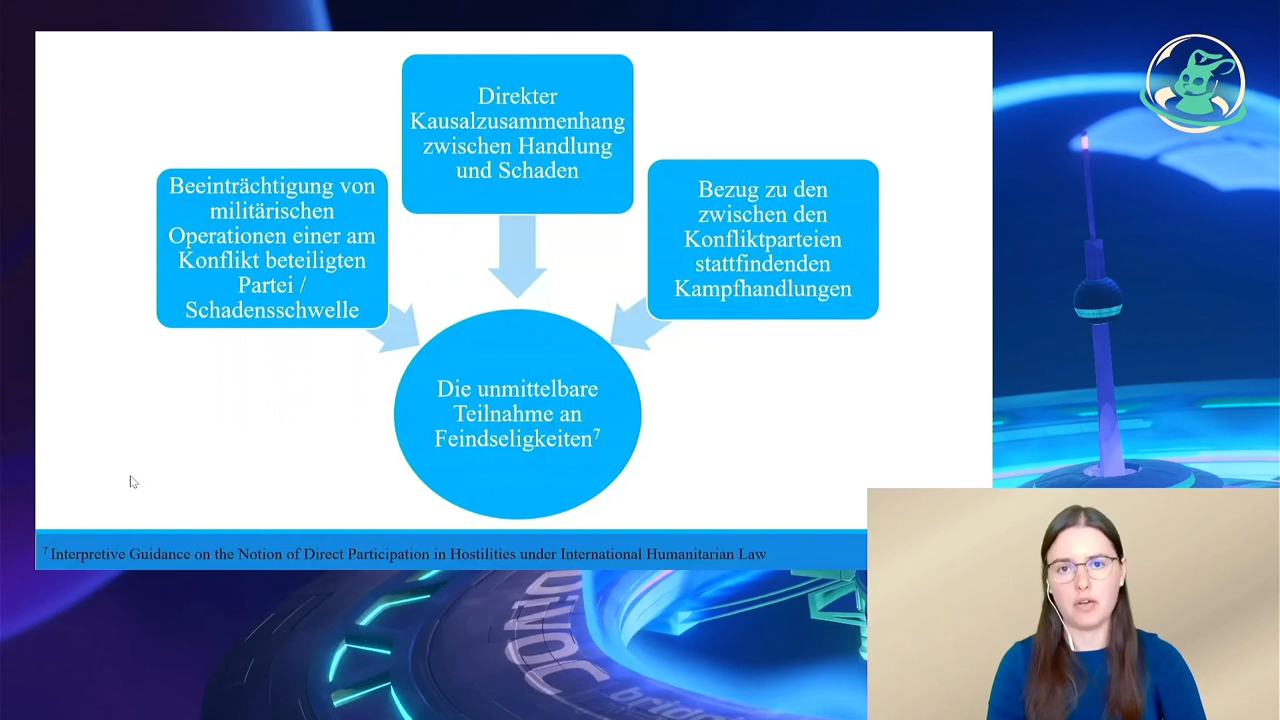 Direkter
Kausalzusammenhang
zwischen Handlung
und Schaden
Beeinträchtigung von
militärischen
Operationen einer am
Konflikt beteiligten
Partei /
Schadensschwelle
Bezug zu den
zwischen den
Konfliktparteien
stattfindenden
Kampfhandlungen
Die unmittelbare
Teilnahme an
Feindseligkeiten⁷
⁷ Interpretive Guidance on the Notion of Direct Participation in Hostilities under International Humanitarian Law